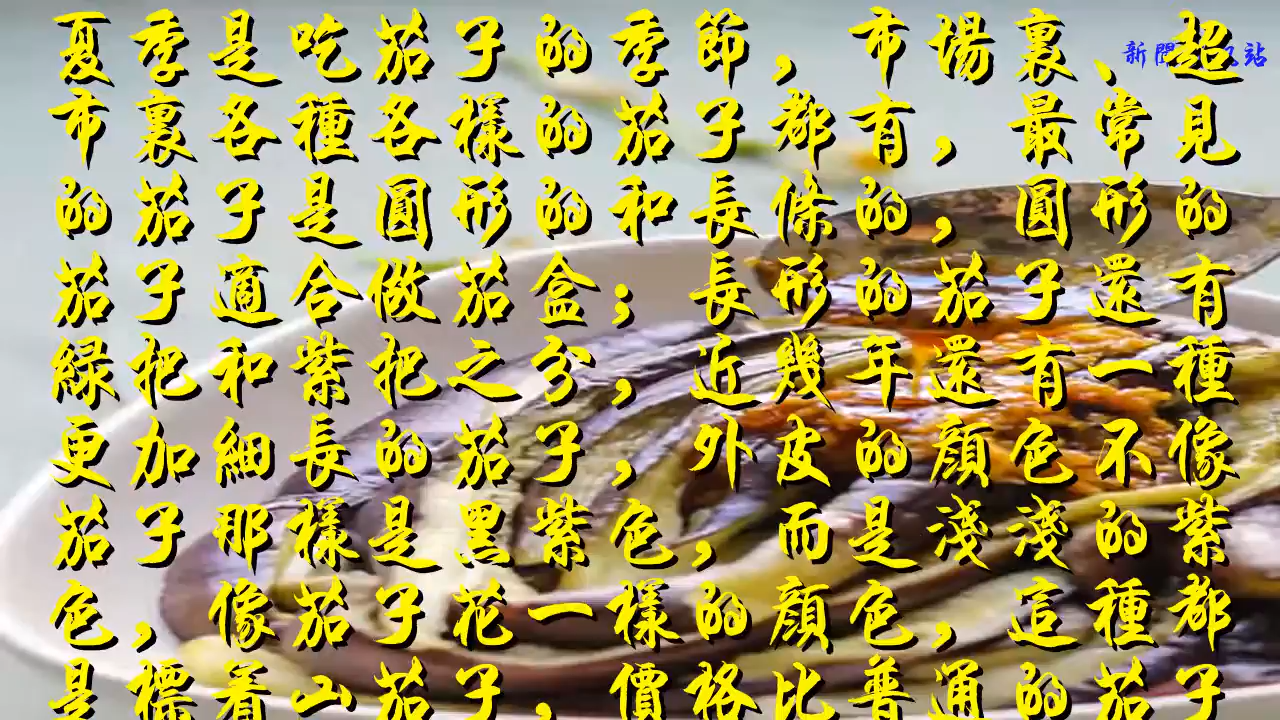 夏季是吃茄子的季節，市場裏、超
市裏各種各樣的茄子都有，最常見
的茄子是圓形的和長條的，圓形的
茄子適合做茄盒；長形的茄子還有
綠把和紫把之分，近幾年還有一種
更加細長的茄子，外皮的顏色不像
茄子那樣是黑紫色，而是淺淺的紫
色，像茄子花一樣的顏色，這種都
是標着山茄子，價格比普通的茄子
新聞 站